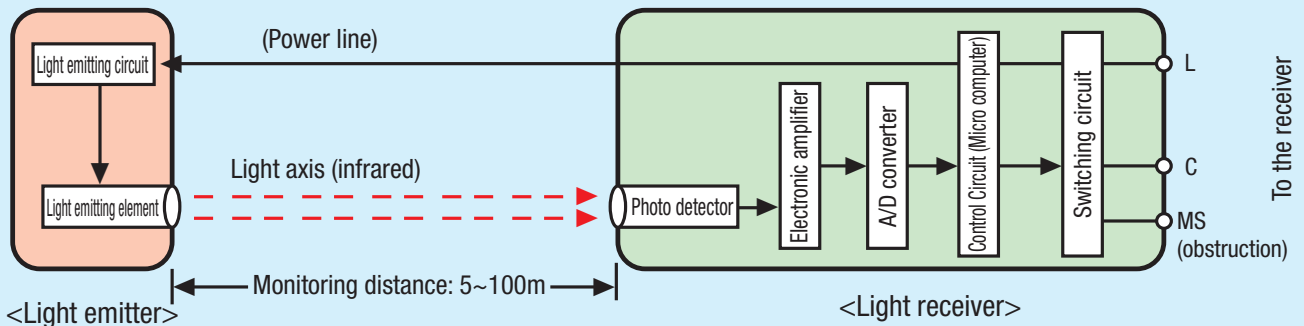 (Power line)
Light emitting circuit
Light emitting element
Light axis (infrared)
Monitoring distance: 5~100m
<Light emitter>
Photo detector
Electronic amplifier
A/D converter
Control Circuit (Micro computer)
Switching circuit
L
C
MS
(obstruction)
To the receiver
<Light receiver>